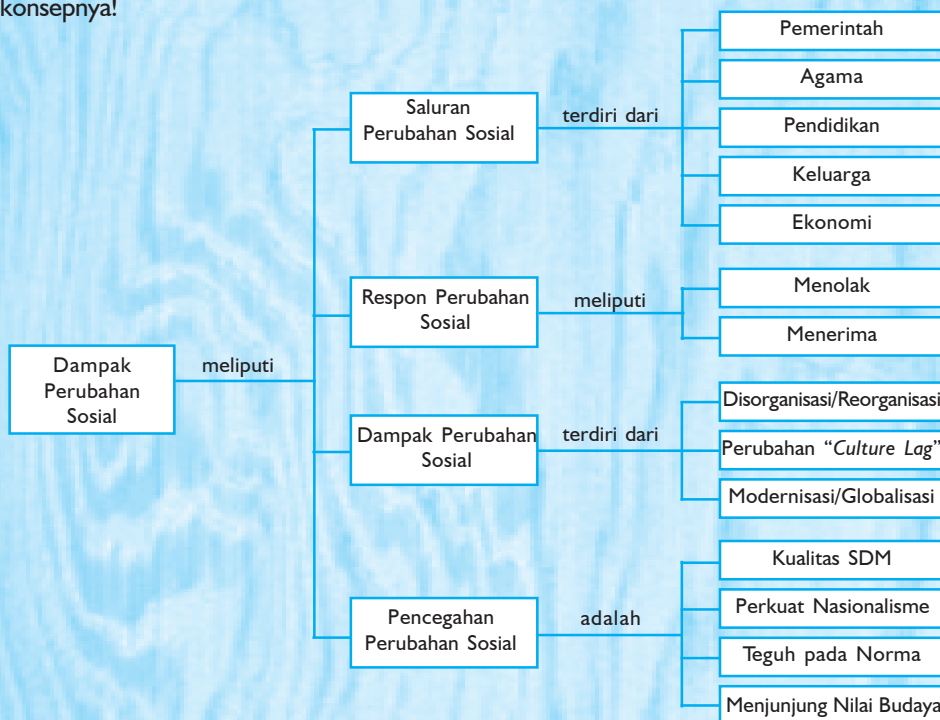 konsepnya!
Dampak
Perubahan
Sosial
meliputi
Saluran
Perubahan Sosial
terdiri dari
Pemerintah
Agama
Pendidikan
Keluarga
Ekonomi
Respon Perubahan
Sosial
meliputi
Menolak
Menerima
Dampak Perubahan
Sosial
terdiri dari
Disorganisasi/Reorganisasi
Perubahan “Culture Lag”
Modernisasi/Globalisasi
Pencegahan
Perubahan Sosial
adalah
Kualitas SDM
Perkuat Nasionalisme
Teguh pada Norma
Menjunjung Nilai Budaya